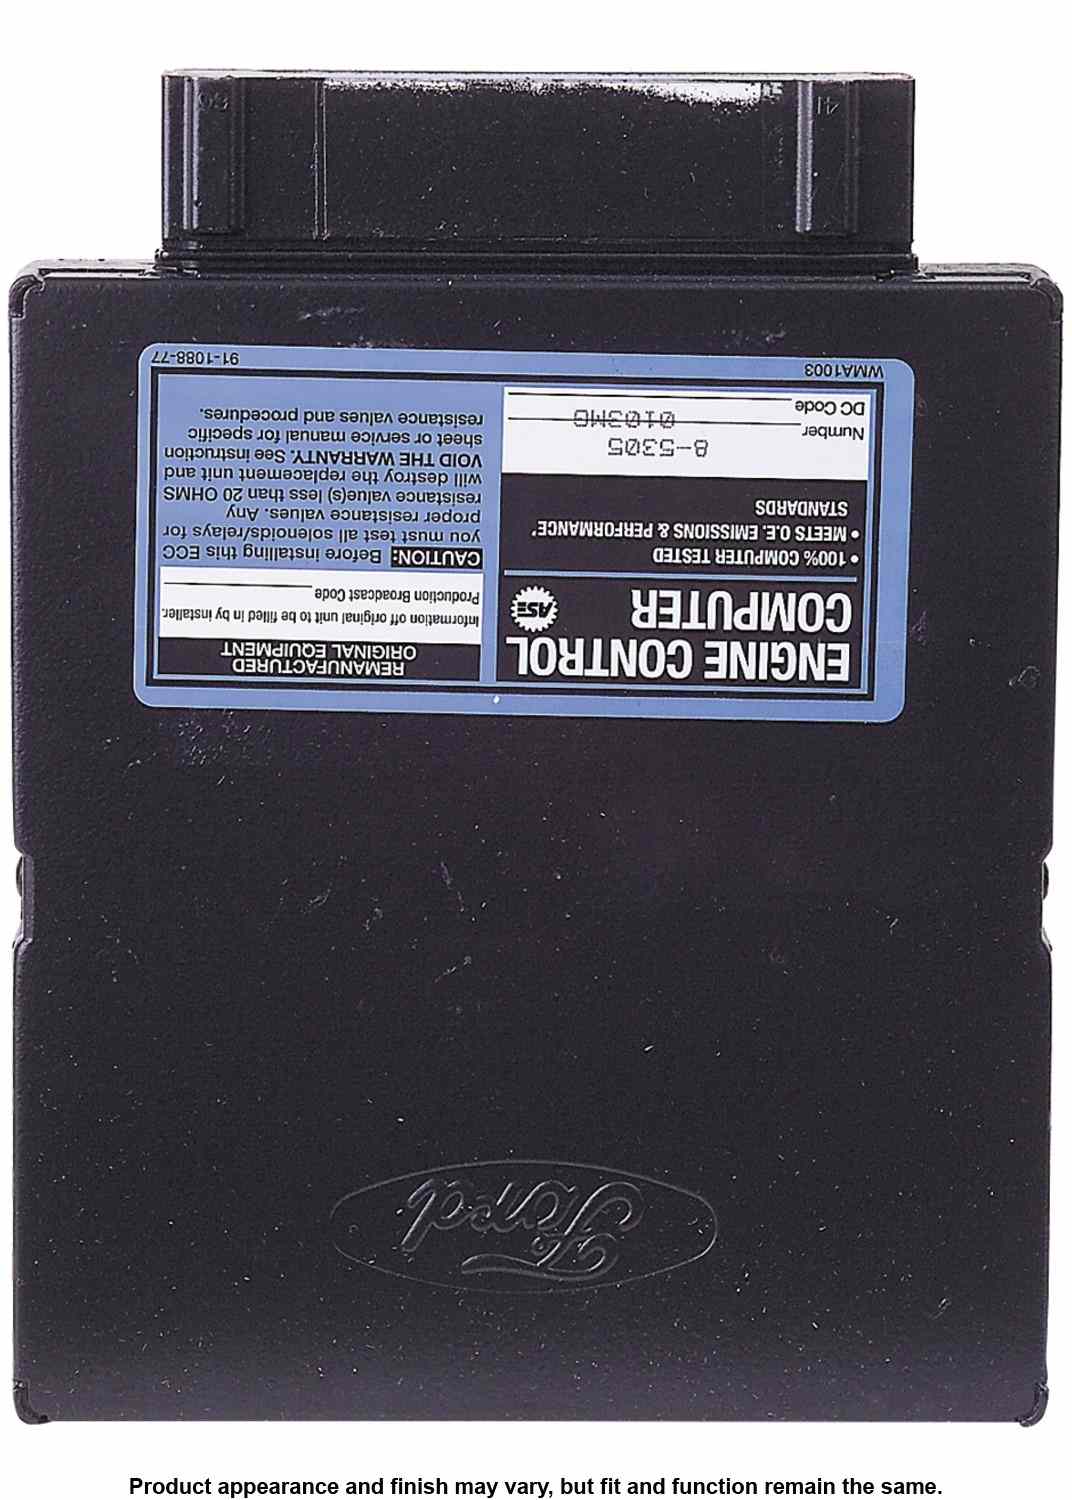 60
41
WMA1003
91-1088-77
ENGINE CONTROL
COMPUTER
ASE
• 100% COMPUTER TESTED
• MEETS O.E. EMISSIONS & PERFORMANCE
STANDARDS
Number 8-5305
DC Code 0103MG
REMANUFACTURED
ORIGINAL EQUIPMENT
Information off original unit to be filled in by installer.
Production Broadcast Code
CAUTION: Before installing this ECC
you must test all solenoids/relays for
proper resistance values. Any
resistance value(s) less than 20 OHMS
will destroy the replacement unit and
VOID THE WARRANTY. See instruction
sheet or service manual for specific
resistance values and procedures.
Ford
Product appearance and finish may vary, but fit and function remain the same.